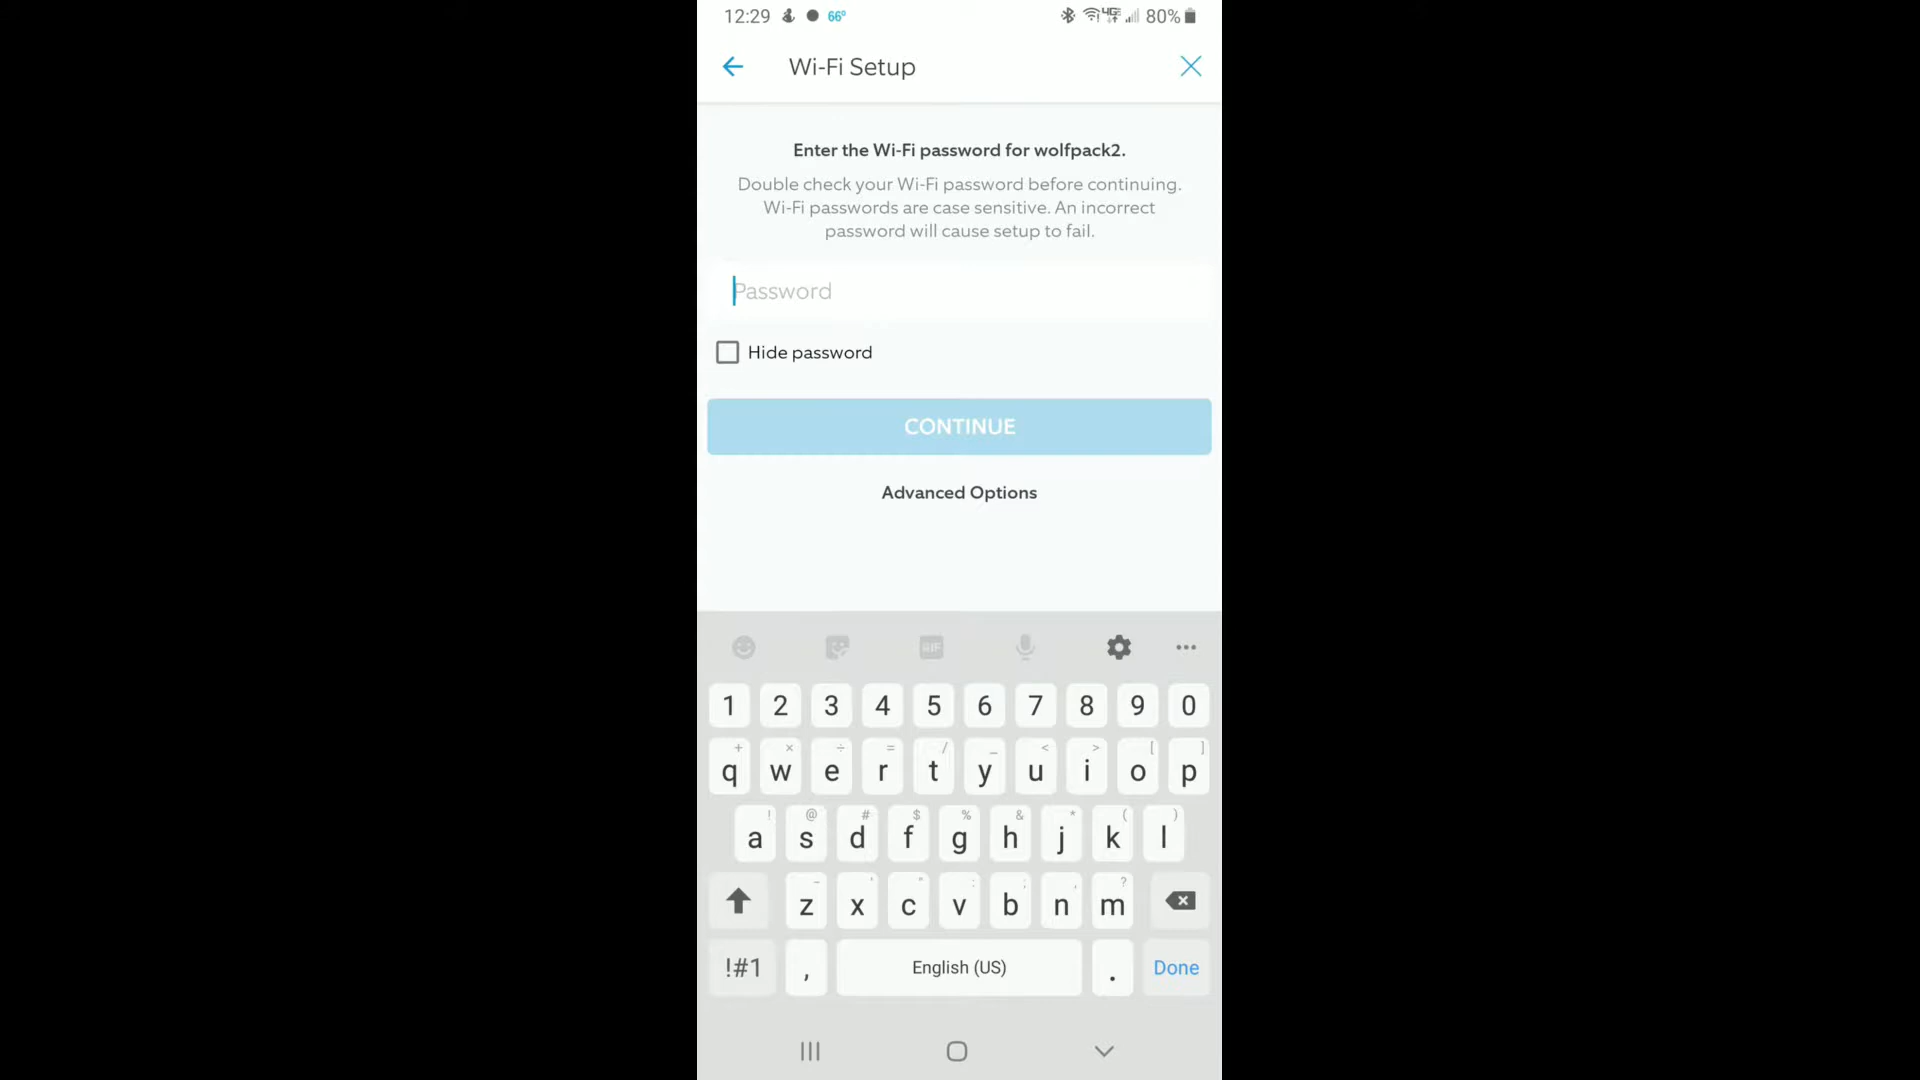 12:29 66° 4G 80%
Wi-Fi Setup
Enter the Wi-Fi password for wolfpack2.
Double check your Wi-Fi password before continuing.
Wi-Fi passwords are case sensitive. An incorrect
password will cause setup to fail.
Password
Hide password
CONTINUE
Advanced Options
GIF
1 2 3 4 5 6 7 8 9 0
+ × ÷ = / _ < > [ ]
q w e r t y u i o p
! @ # $ % & * ( )
a s d f g h j k l
- ' " : ; , ?
z x c v b n m
!#1 , English (US) . Done